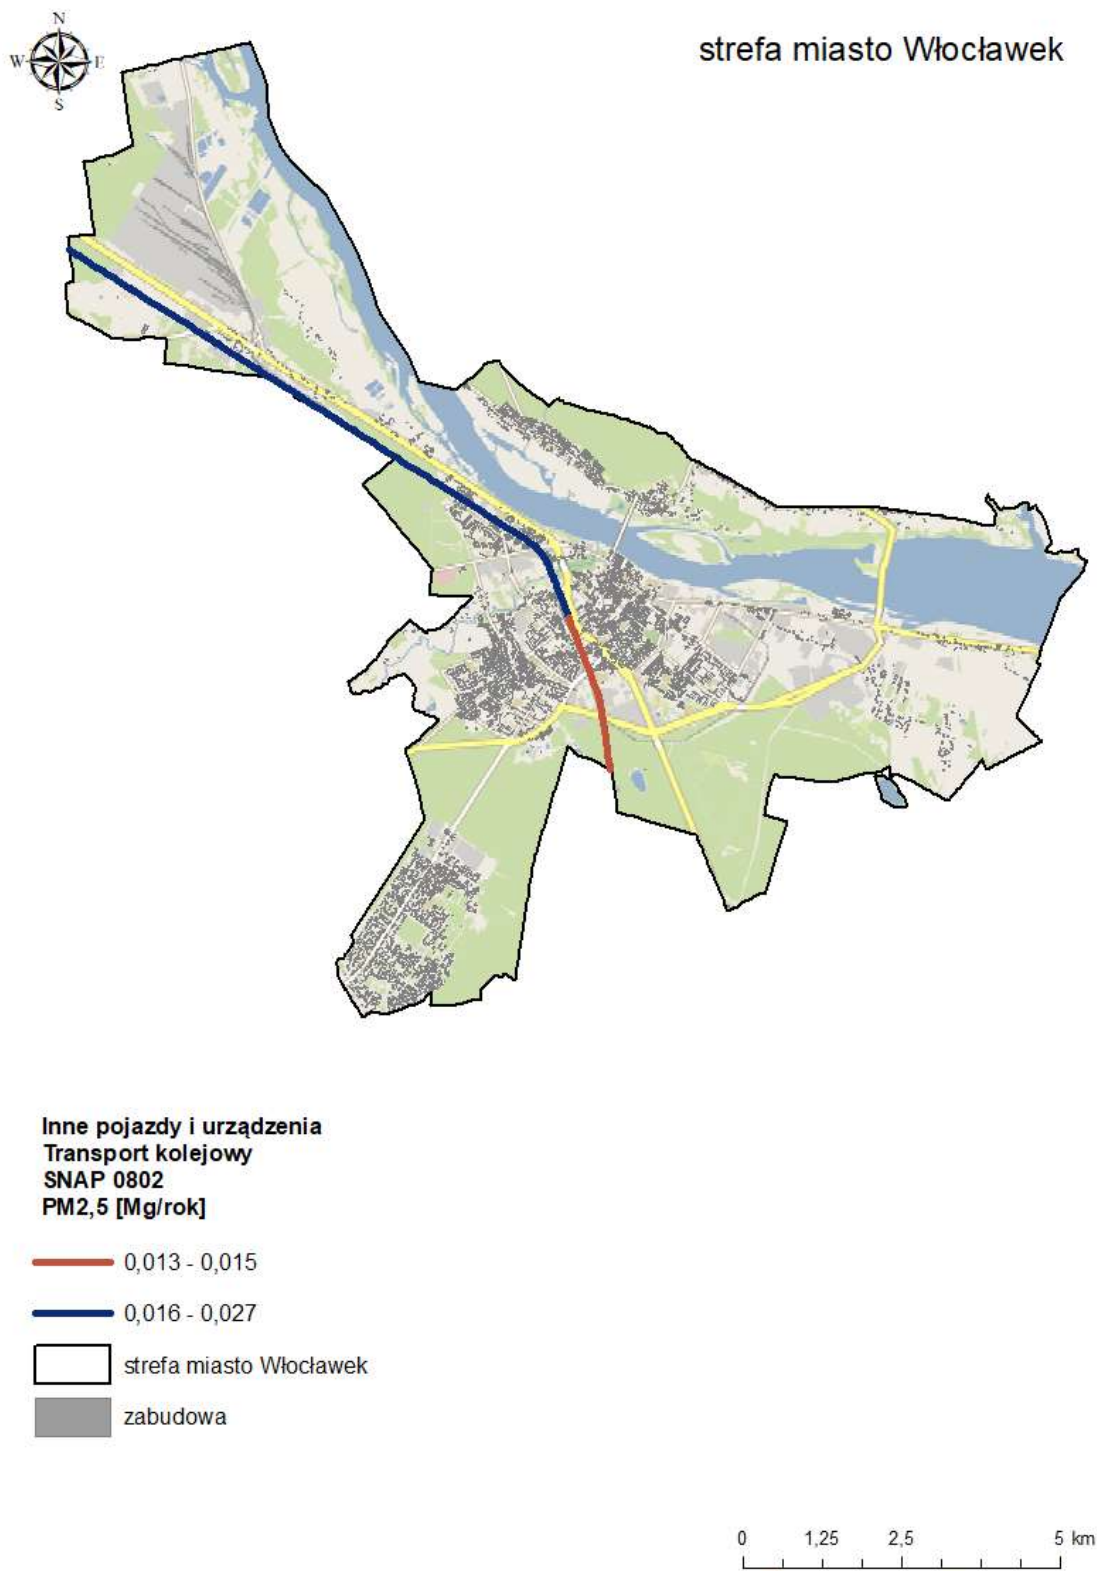 N
strefa miasto Włocławek
W E
S
Inne pojazdy i urządzenia
Transport kolejowy
SNAP 0802
PM2,5 [Mg/rok]
0,013 - 0,015
0,016 - 0,027
strefa miasto Włocławek
zabudowa
0 1,25 2,5 5 km